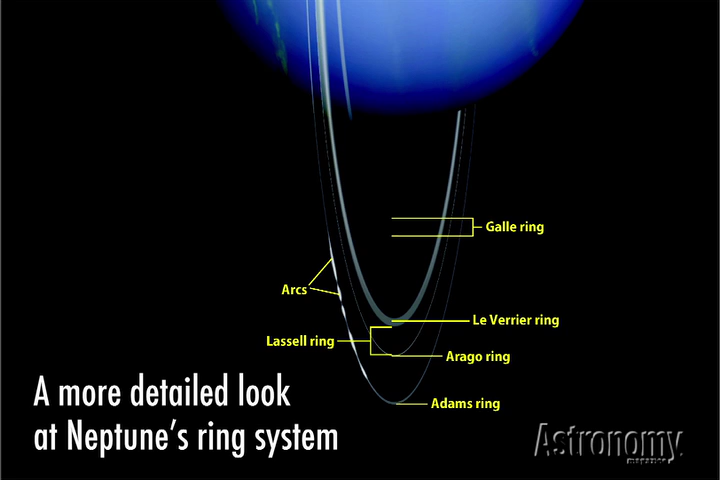 Galle ring
Arcs
Le Verrier ring
Lassell ring
Arago ring
Adams ring
A more detailed look
at Neptune's ring system
Astronomy
magazine